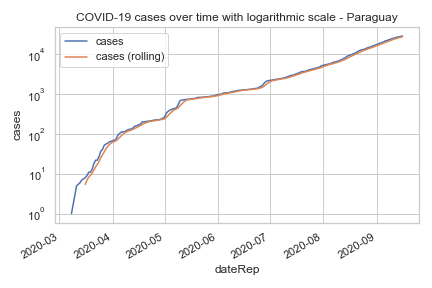 COVID-19 cases over time with logarithmic scale - Paraguay
cases
cases (rolling)
10^4
10^3
10^2
10^1
10^0
cases
2020-03
2020-04
2020-05
2020-06
2020-07
2020-08
2020-09
dateRep